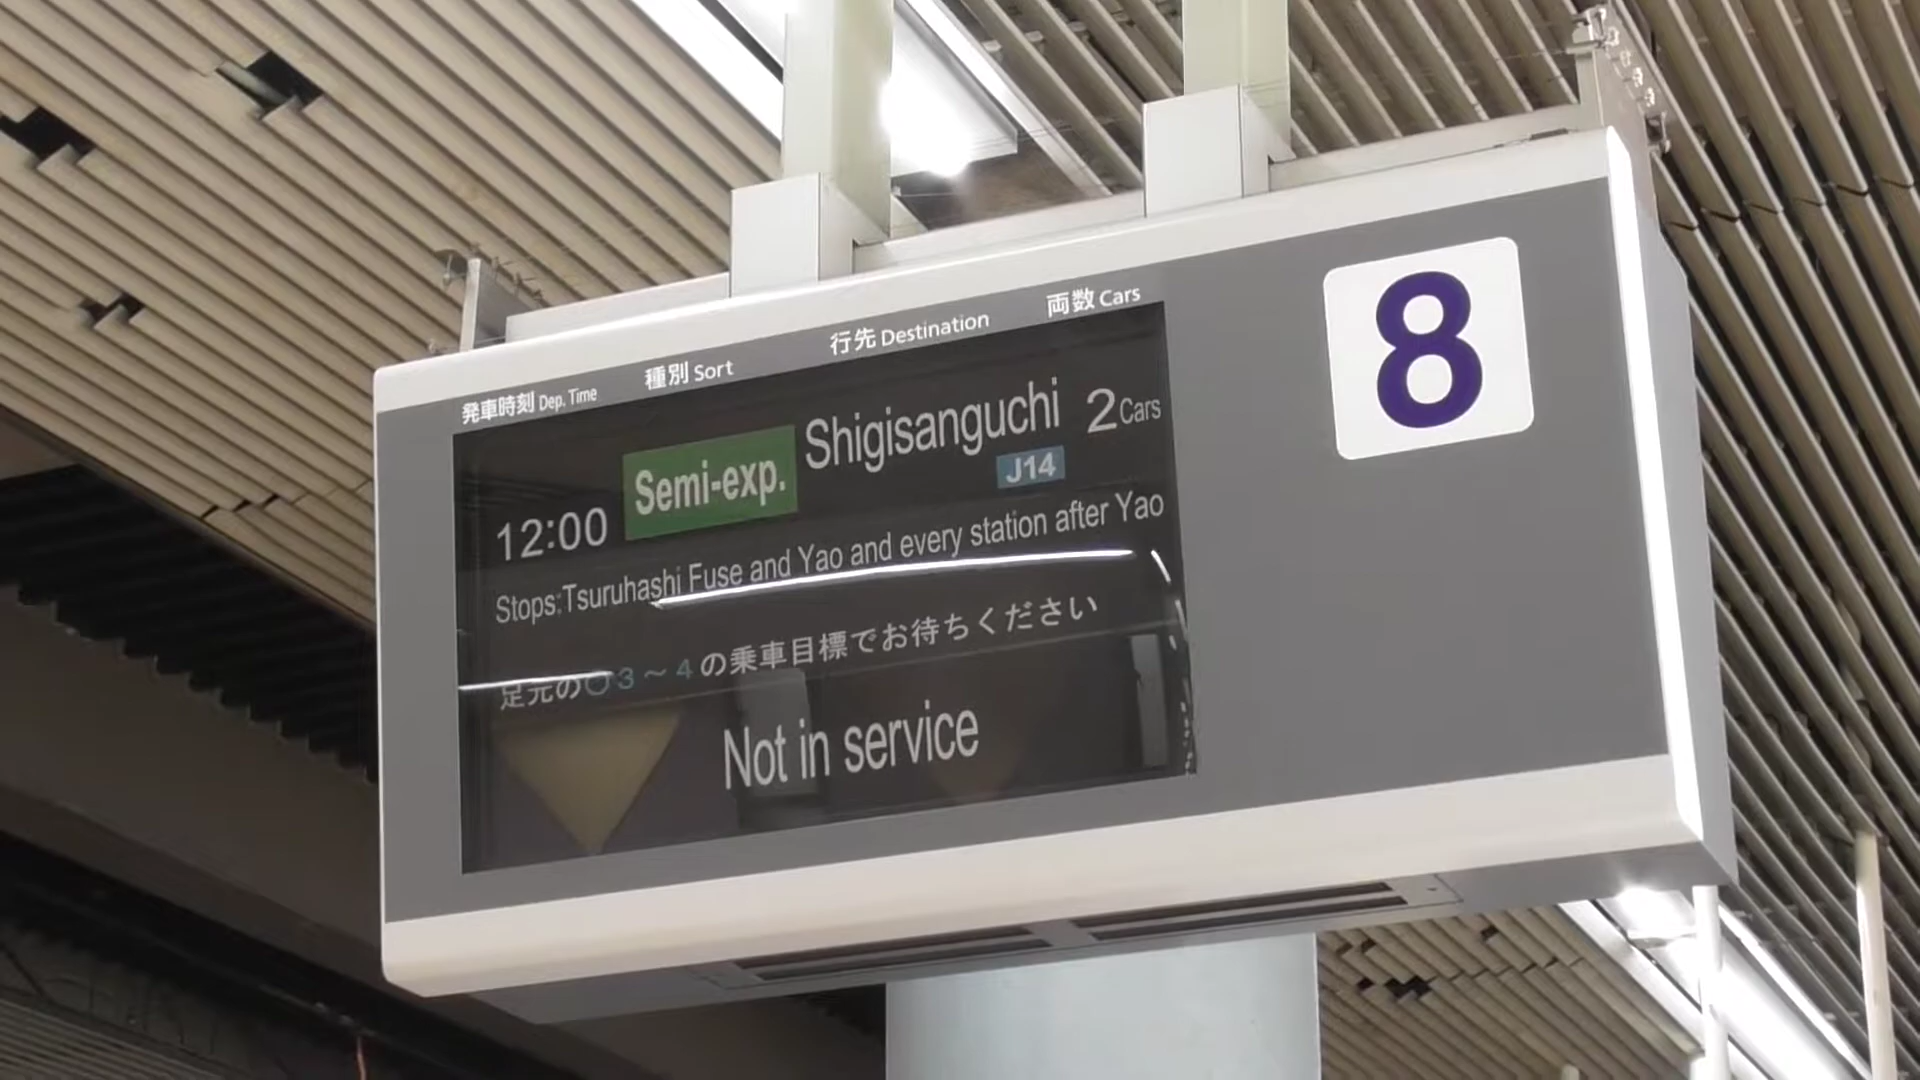 発車時刻 Dep. Time 種別 Sort 行先 Destination 両数 Cars
8
12:00 Semi-exp. Shigisanguchi 2 Cars
J14
Stops:Tsuruhashi Fuse and Yao and every station after Yao
足元の○3～4の乗車目標でお待ちください
Not in service